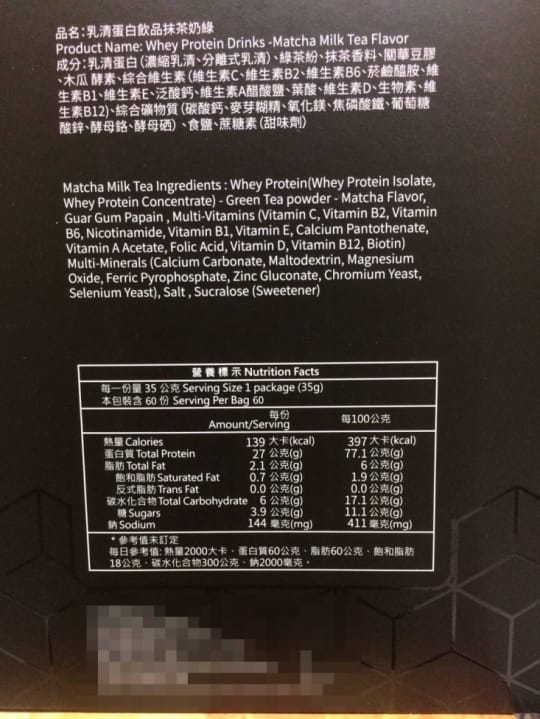 品名：乳清蛋白飲品抹茶奶綠
Product Name: Whey Protein Drinks -Matcha Milk Tea Flavor
成分：乳清蛋白（濃縮乳清、分離式乳清）、綠茶粉、抹茶香料、關華豆膠
、木瓜酵素、綜合維生素（維生素C、維生素B2、維生素B6、菸鹼醯胺、維
生素B1、維生素E、泛酸鈣、維生素A醋酸鹽、葉酸、維生素D、生物素、維
生素B12）、綜合礦物質（碳酸鈣、麥芽糊精、氧化鎂、焦磷酸鐵、葡萄糖
酸鋅、酵母鉻、酵母硒）、食鹽、蔗糖素（甜味劑）
Matcha Milk Tea Ingredients : Whey Protein(Whey Protein Isolate,
Whey Protein Concentrate) - Green Tea powder - Matcha Flavor,
Guar Gum Papain , Multi-Vitamins (Vitamin C, Vitamin B2, Vitamin
B6, Nicotinamide, Vitamin B1, Vitamin E, Calcium Pantothenate,
Vitamin A Acetate, Folic Acid, Vitamin D, Vitamin B12, Biotin)
Multi-Minerals (Calcium Carbonate, Maltodextrin, Magnesium
Oxide, Ferric Pyrophosphate, Zinc Gluconate, Chromium Yeast,
Selenium Yeast), Salt , Sucralose (Sweetener)
營養標示 Nutrition Facts
每一份量 35 公克 Serving Size 1 package (35g)
本包裝含 60 份 Serving Per Bag 60
每份 Amount/Serving 每100公克
熱量 Calories 139 大卡(kcal) 397 大卡(kcal)
蛋白質 Total Protein 27 公克(g) 77.1 公克(g)
脂肪 Total Fat 2.1 公克(g) 6 公克(g)
飽和脂肪 Saturated Fat 0.7 公克(g) 1.9 公克(g)
反式脂肪 Trans Fat 0.0 公克(g) 0.0 公克(g)
碳水化合物 Total Carbohydrate 6 公克(g) 17.1 公克(g)
糖 Sugars 3.9 公克(g) 11.1 公克(g)
鈉 Sodium 144 毫克(mg) 411 毫克(mg)
*參考值未訂定
每日參考值: 熱量2000大卡、蛋白質60公克、脂肪60公克、飽和脂肪
18公克、碳水化合物300公克、鈉2000毫克。